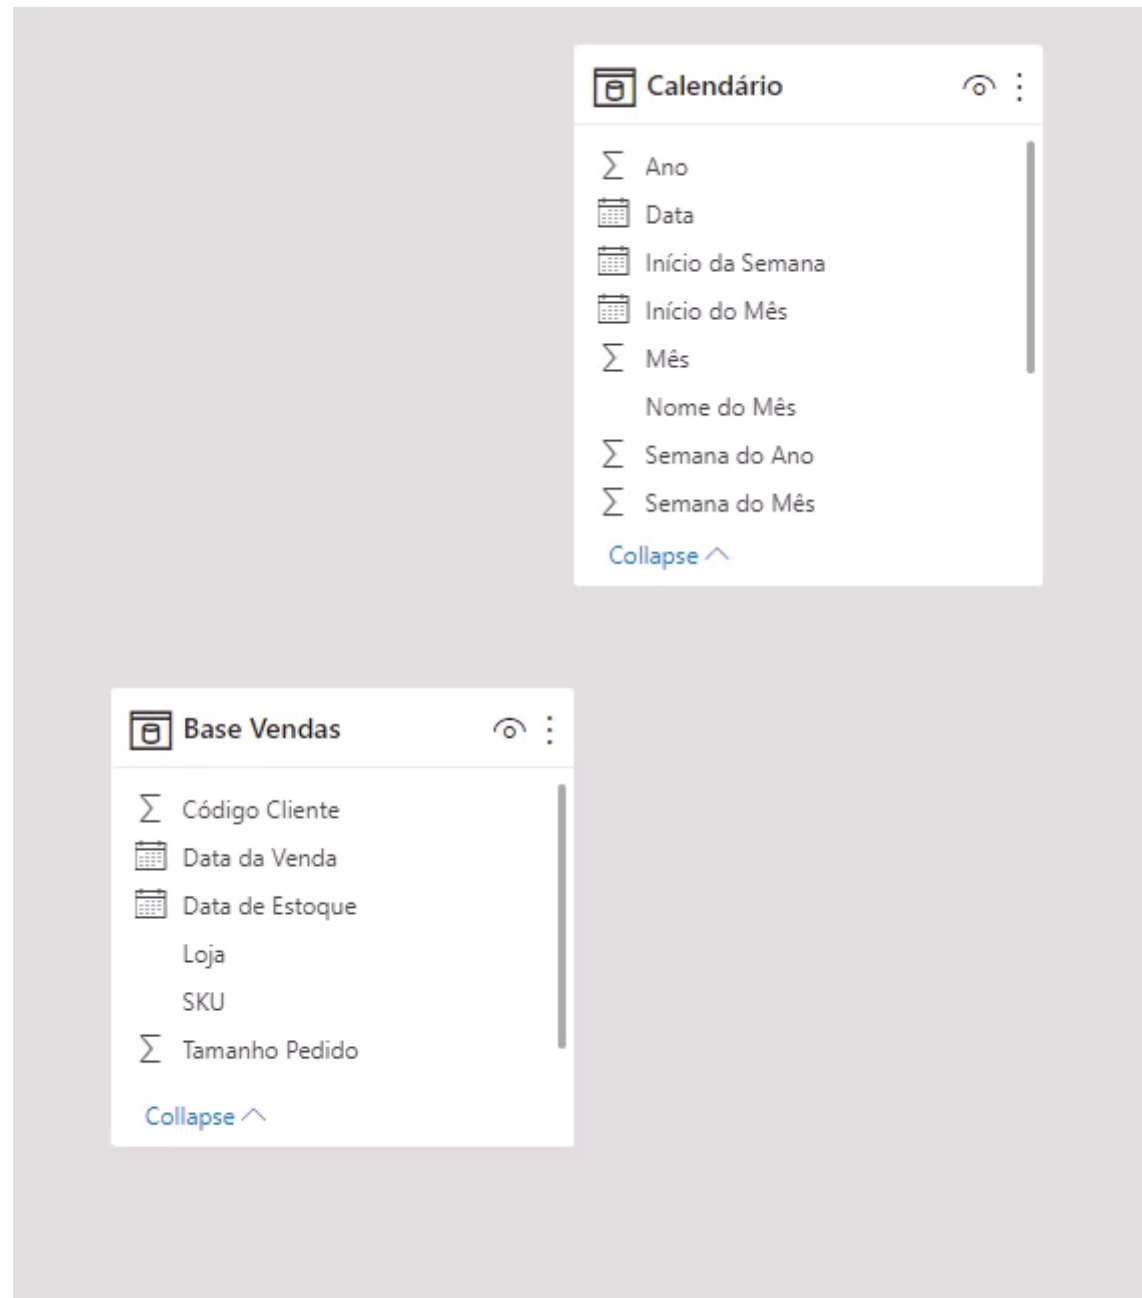 Calendário
Ano
Data
Início da Semana
Início do Mês
Mês
Nome do Mês
Semana do Ano
Semana do Mês
Collapse
Base Vendas
Código Cliente
Data da Venda
Data de Estoque
Loja
SKU
Tamanho Pedido
Collapse